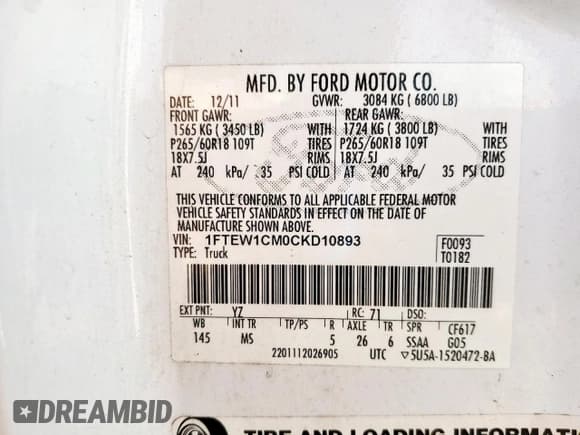 MFD. BY FORD MOTOR CO.
DATE: 12/11 GVWR: 3084 KG ( 6800 LB)
FRONT GAWR: REAR GAWR:
1565 KG ( 3450 LB) WITH 1724 KG ( 3800 LB) WITH
P265/60R18 109T TIRES P265/60R18 109T TIRES
18X7.5J RIMS 18X7.5J RIMS
AT 240 kPa/ 35 PSI COLD AT 240 kPa/ 35 PSI COLD
THIS VEHICLE CONFORMS TO ALL APPLICABLE FEDERAL MOTOR
VEHICLE SAFETY STANDARDS IN EFFECT ON THE DATE OF
MANUFACTURE SHOWN ABOVE.
VIN: 1FTEW1CM0CKD10893 F0093
TYPE: Truck T0182
EXT PNT: YZ RC: 71 DSO:
WB INT TR TP/PS R AXLE TR SPR CF617
145 MS 5 26 6 SSAA G05
2201112026905 UTC ▽5U5A-1520472-BA
DREAMBID
TIRE AND LOADING INFORMATI